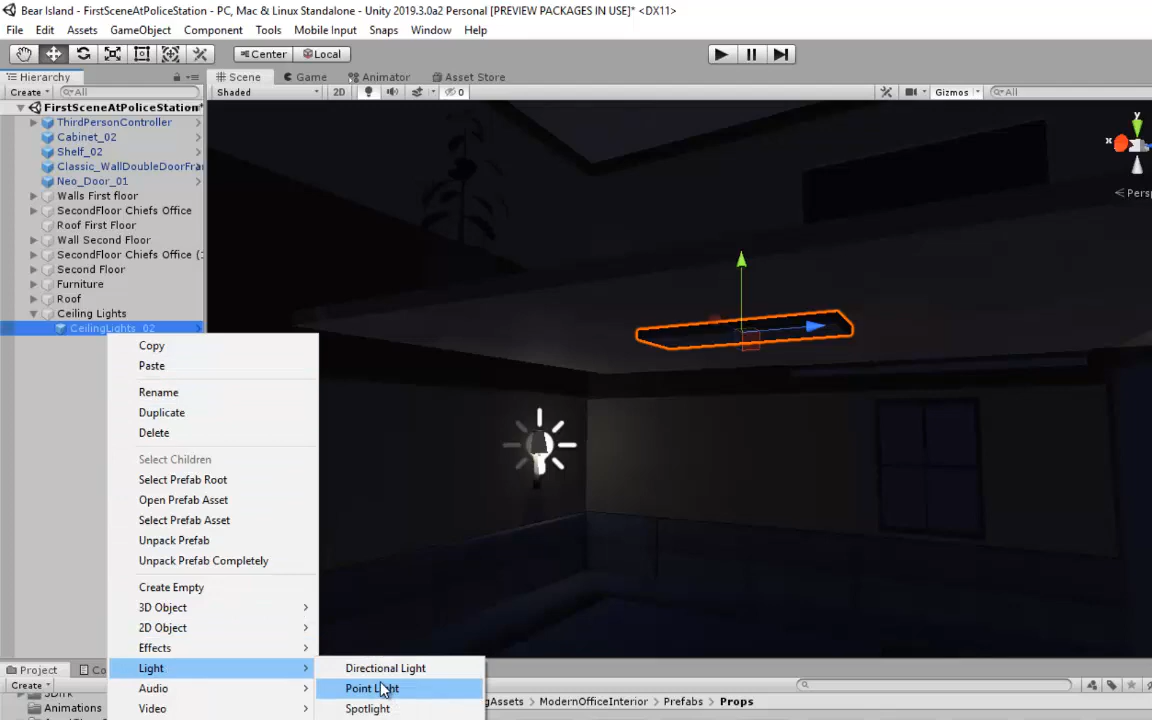 Bear Island - FirstSceneAtPoliceStation - PC, Mac & Linux Standalone - Unity 2019.3.0a2 Personal [PREVIEW PACKAGES IN USE]* <DX11>
File Edit Assets GameObject Component Tools Mobile Input Sounds Window Help
Center Local
Hierarchy Scene Game Animator Asset Store
Create All Shaded 2D 0 Gizmos All
FirstSceneAtPoliceStation*
ThirdPersonController
Cabinet_02
Shelf_02
Classic_WallDoubleDoorFra
Neo_Door_01
Walls First floor
SecondFloor Chiefs Office
Roof First Floor
Wall Second Floor
SecondFloor Chiefs Office (
Second Floor
Furniture
Roof
Ceiling Lights
CeilingLights_02
y
x
Persp
Copy
Paste
Rename
Duplicate
Delete
Select Children
Select Prefab Root
Open Prefab Asset
Select Prefab Asset
Unpack Prefab
Unpack Prefab Completely
Create Empty
3D Object
2D Object
Effects
Light
Audio
Video
Directional Light
Point Light
Spotlight
Project Co
Create
Animations
gAssets ModernOfficeInterior Prefabs Props